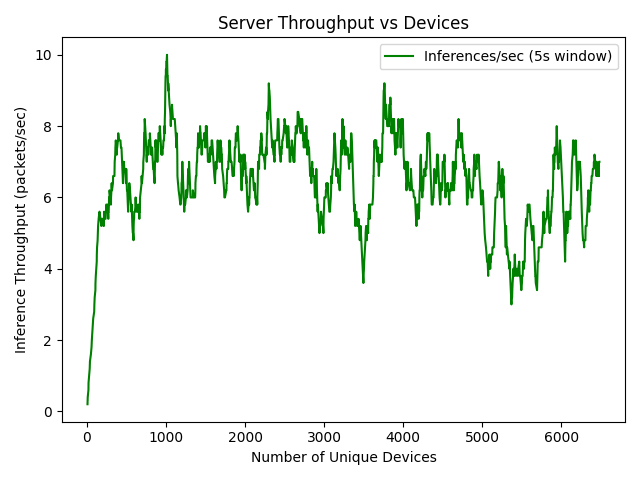 Server Throughput vs Devices
Inferences/sec (5s window)
Inference Throughput (packets/sec)
10
8
6
4
2
0
0 1000 2000 3000 4000 5000 6000
Number of Unique Devices